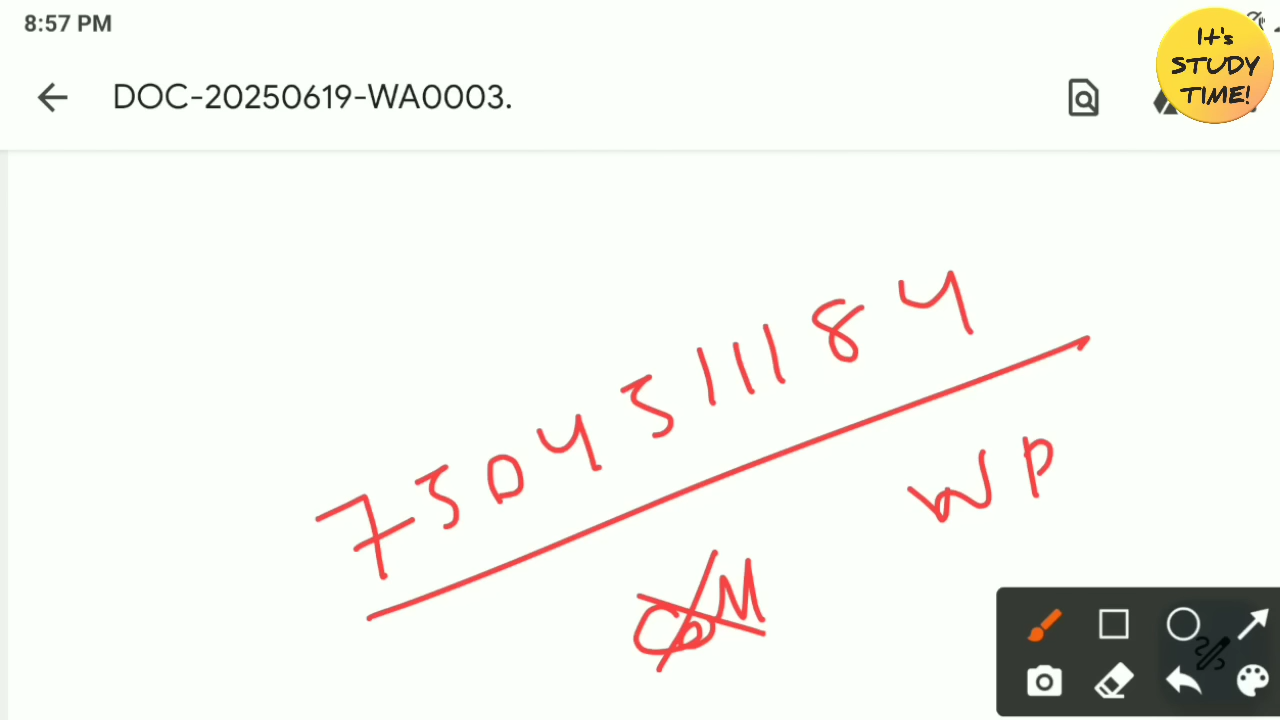 8:57 PM
It's
STUDY
TIME!
DOC-20250619-WA0003.
7504511184
WP